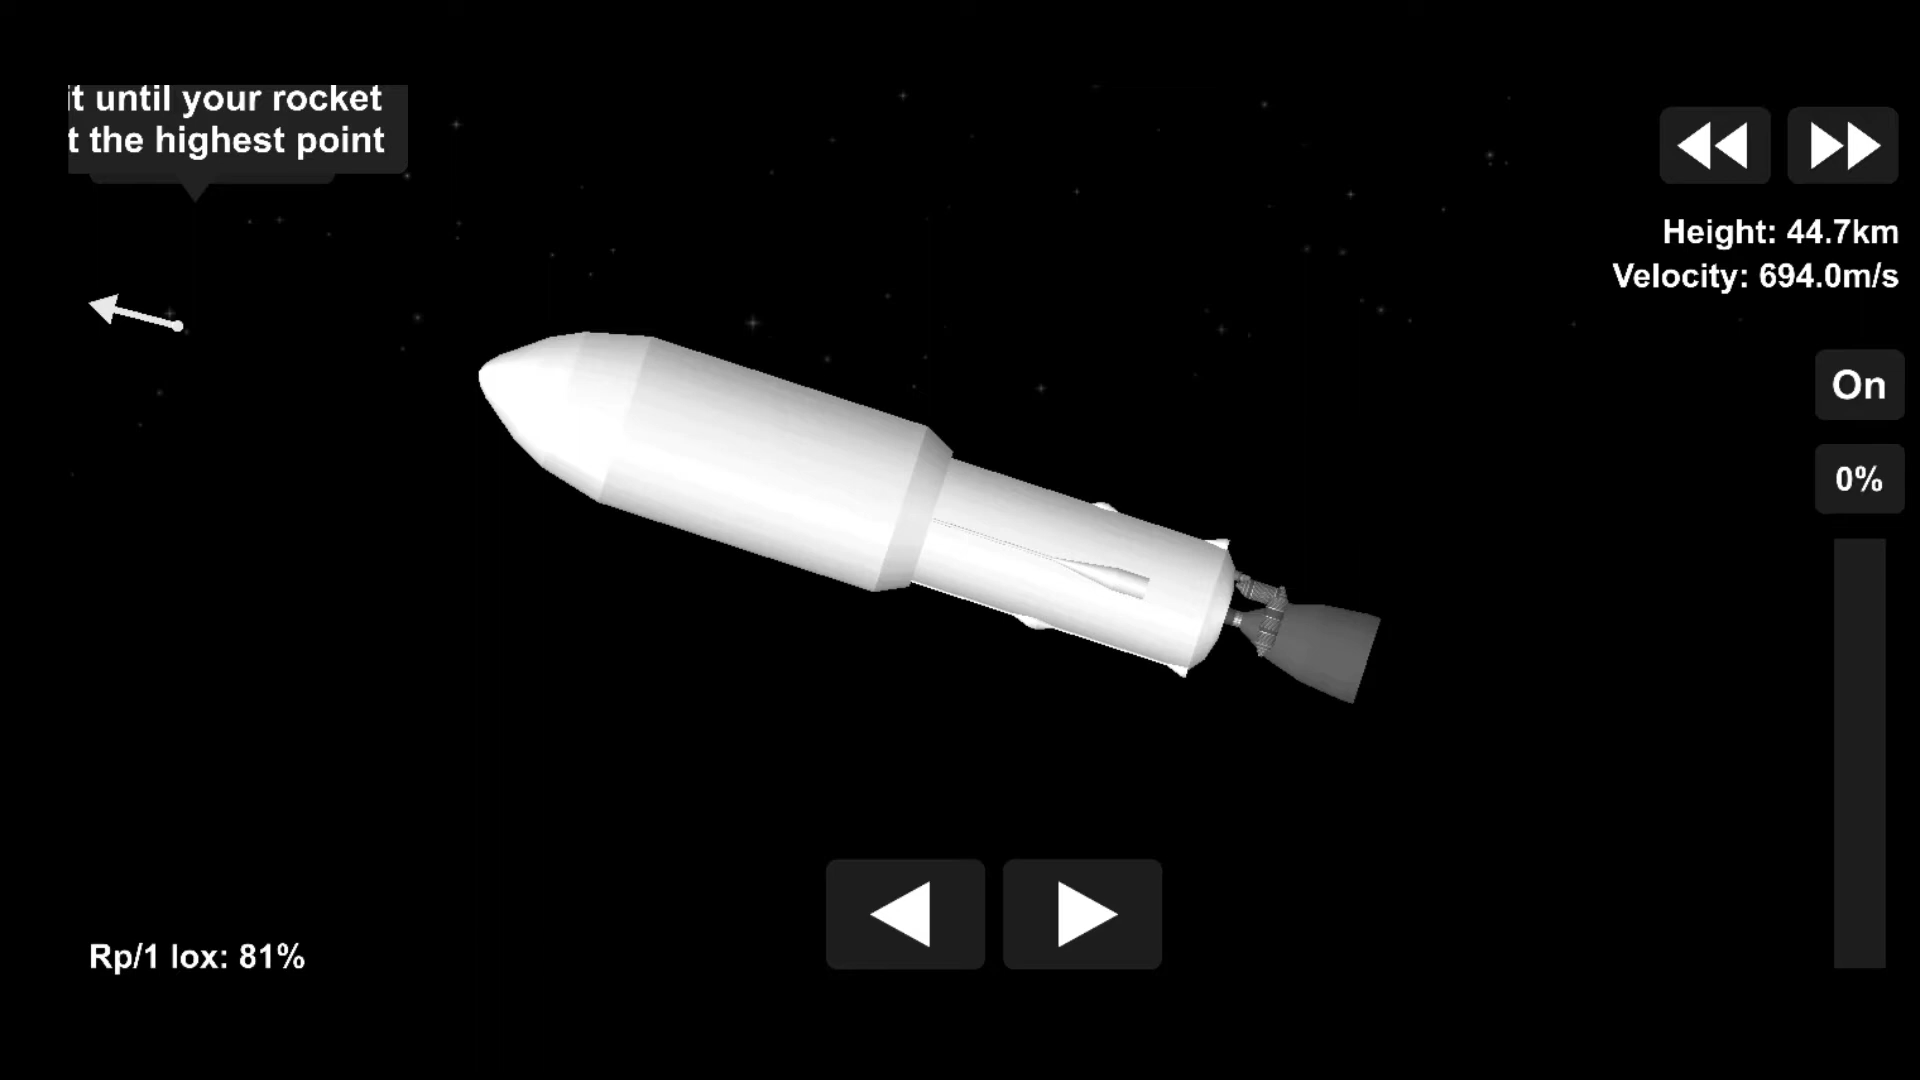 it until your rocket
t the highest point
Height: 44.7km
Velocity: 694.0m/s
On
0%
Rp/1 lox: 81%